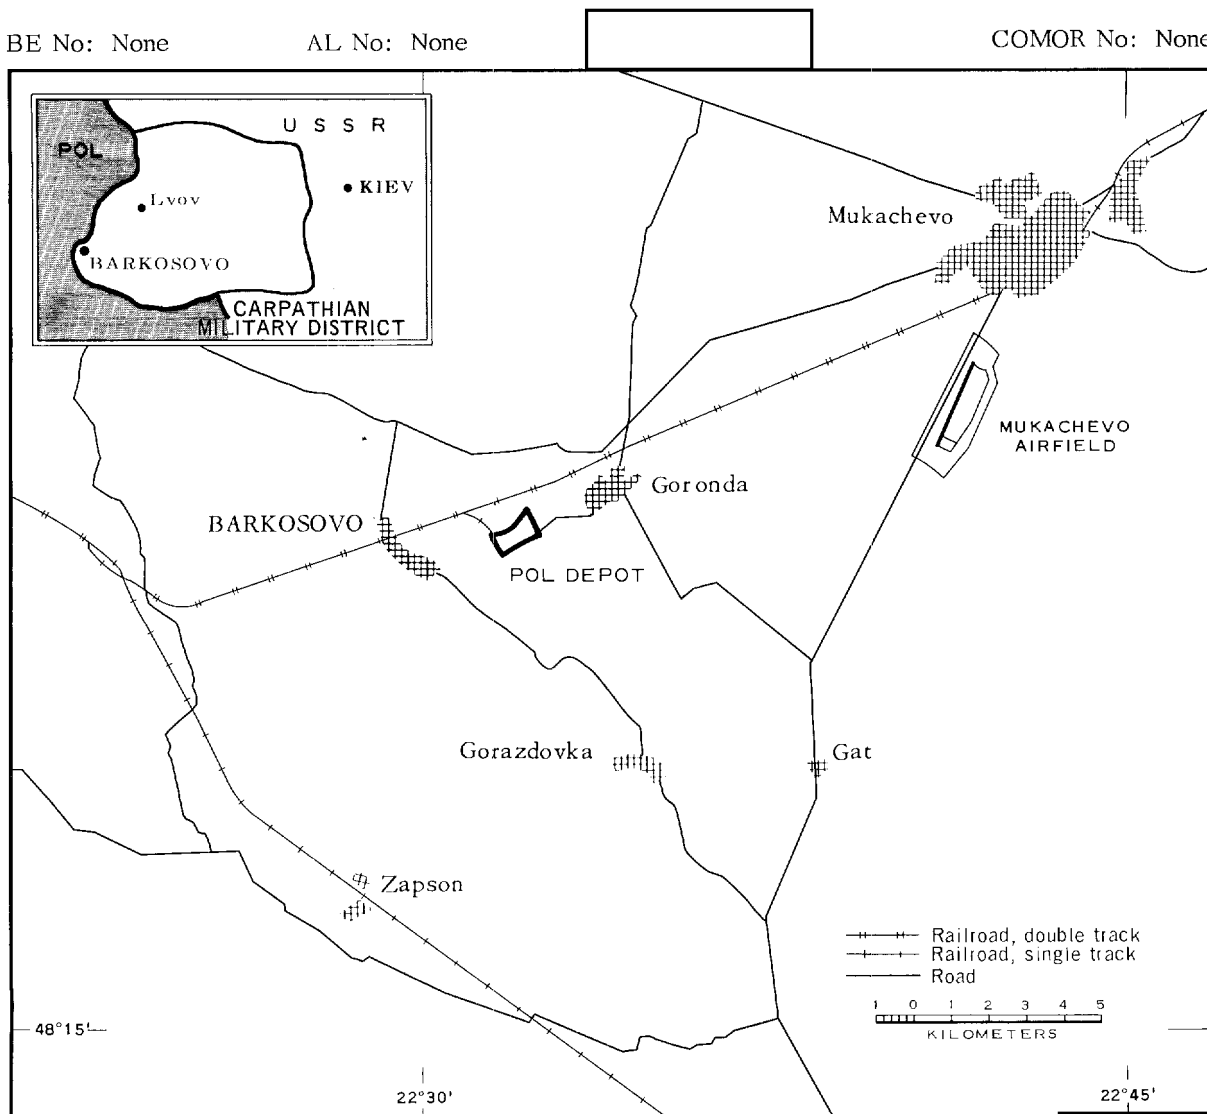 BE No: None AL No: None COMOR No: None
U S S R
POL
KIEV
Lvov
BARKOSOVO
CARPATHIAN
MILITARY DISTRICT
Mukachevo
MUKACHEVO
AIRFIELD
Goronda
BARKOSOVO
POL DEPOT
Gorazdovka
Gat
Zapson
Railroad, double track
Railroad, single track
Road
1 0 1 2 3 4 5
KILOMETERS
48°15'
22°30'
22°45'